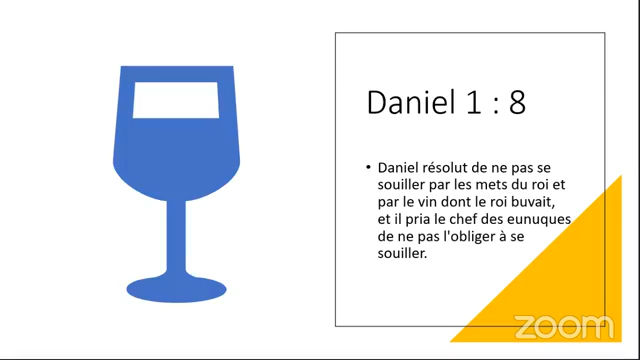 Daniel 1 : 8
• Daniel résolut de ne pas se
souiller par les mets du roi et
par le vin dont le roi buvait,
et il pria le chef des eunuques
de ne pas l'obliger à se
souiller.
zoom